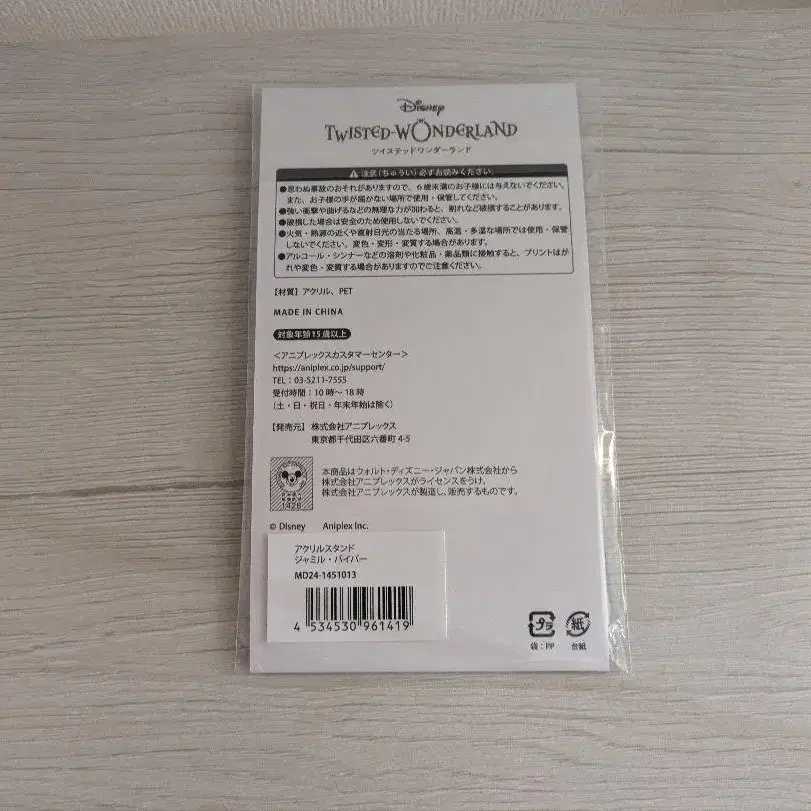 Disney
TWISTED-WONDERLAND
ツイステッドワンダーランド
注意(ちゅうい)必ずお読みください。
●思わぬ事故のおそれがありますので、6歳未満のお子様には与えないでください。
また、お子様の手が届かない場所で使用・保管してください。
●強い衝撃や曲げるなどの無理な力が加わると、割れなど破損することがあります。
●破損した場合は安全のため使用しないでください。
●火気・熱源の近くや直射日光の当たる場所、高温・多湿な場所では使用・保管
しないでください。変色・変形・変質する場合があります。
●アルコール・シンナーなどの溶剤や化粧品・薬品類に接触すると、プリントはが
れや変色・変質する場合がありますのでご注意ください。
【材質】アクリル、PET
MADE IN CHINA
対象年齢15歳以上
<アニプレックスカスタマーセンター>
https://aniplex.co.jp/support/
TEL:03-5211-7555
受付時間:10時~18時
(土・日・祝日・年末年始は除く)
【発売元】株式会社アニプレックス
東京都千代田区六番町 4-5
本商品はウォルト・ディズニー・ジャパン株式会社から
株式会社アニプレックスがライセンスをうけ、
株式会社アニプレックスが製造し、販売するものです。
1426
© Disney Aniplex Inc.
アクリルスタンド
ジャミル・バイパー
MD24-1451013
4 534530 961419
プラ
袋:PP
紙
台紙